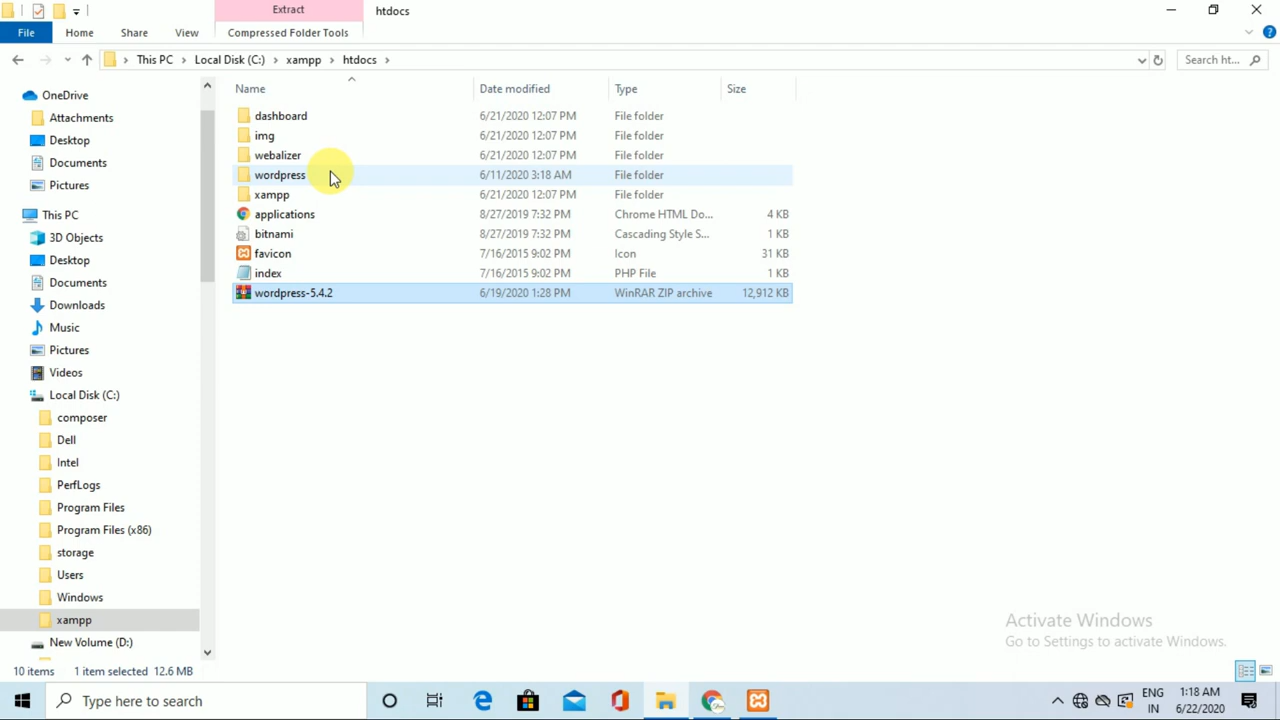 Extract
htdocs
File
Home
Share
View
Compressed Folder Tools
This PC
Local Disk (C:)
xampp
htdocs
Search ht...
Name
Date modified
Type
Size
dashboard 6/21/2020 12:07 PM File folder
img 6/21/2020 12:07 PM File folder
webalizer 6/21/2020 12:07 PM File folder
wordpress 6/11/2020 3:18 AM File folder
xampp 6/21/2020 12:07 PM File folder
applications 8/27/2019 7:32 PM Chrome HTML Do... 4 KB
bitnami 8/27/2019 7:32 PM Cascading Style S... 1 KB
favicon 7/16/2015 9:02 PM Icon 31 KB
index 7/16/2015 9:02 PM PHP File 1 KB
wordpress-5.4.2 6/19/2020 1:28 PM WinRAR ZIP archive 12,912 KB
OneDrive
Attachments
Desktop
Documents
Pictures
This PC
3D Objects
Desktop
Documents
Downloads
Music
Pictures
Videos
Local Disk (C:)
composer
Dell
Intel
PerfLogs
Program Files
Program Files (x86)
storage
Users
Windows
xampp
New Volume (D:)
Activate Windows
Go to Settings to activate Windows.
10 items
1 item selected 12.6 MB
Type here to search
ENG
IN
1:18 AM
6/22/2020